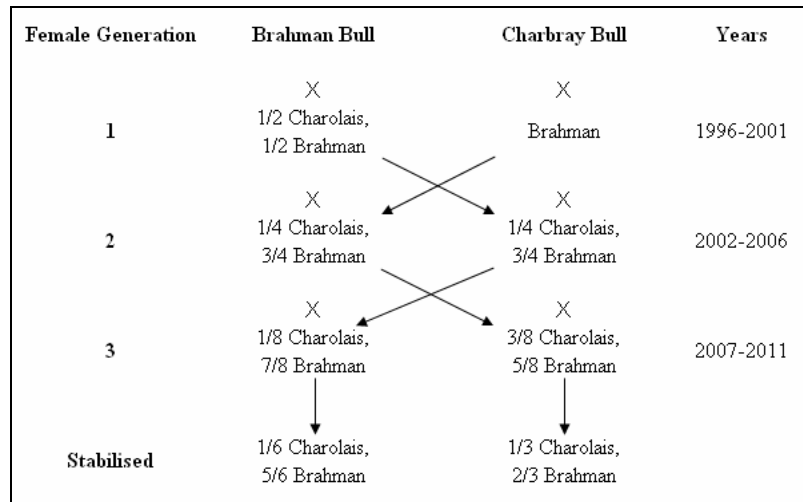 Female Generation Brahman Bull Charbray Bull Years
X X
1 1/2 Charolais, 1/2 Brahman Brahman 1996-2001
X X
2 1/4 Charolais, 3/4 Brahman 1/4 Charolais, 3/4 Brahman 2002-2006
X X
3 1/8 Charolais, 7/8 Brahman 3/8 Charolais, 5/8 Brahman 2007-2011
Stabilised 1/6 Charolais, 5/6 Brahman 1/3 Charolais, 2/3 Brahman